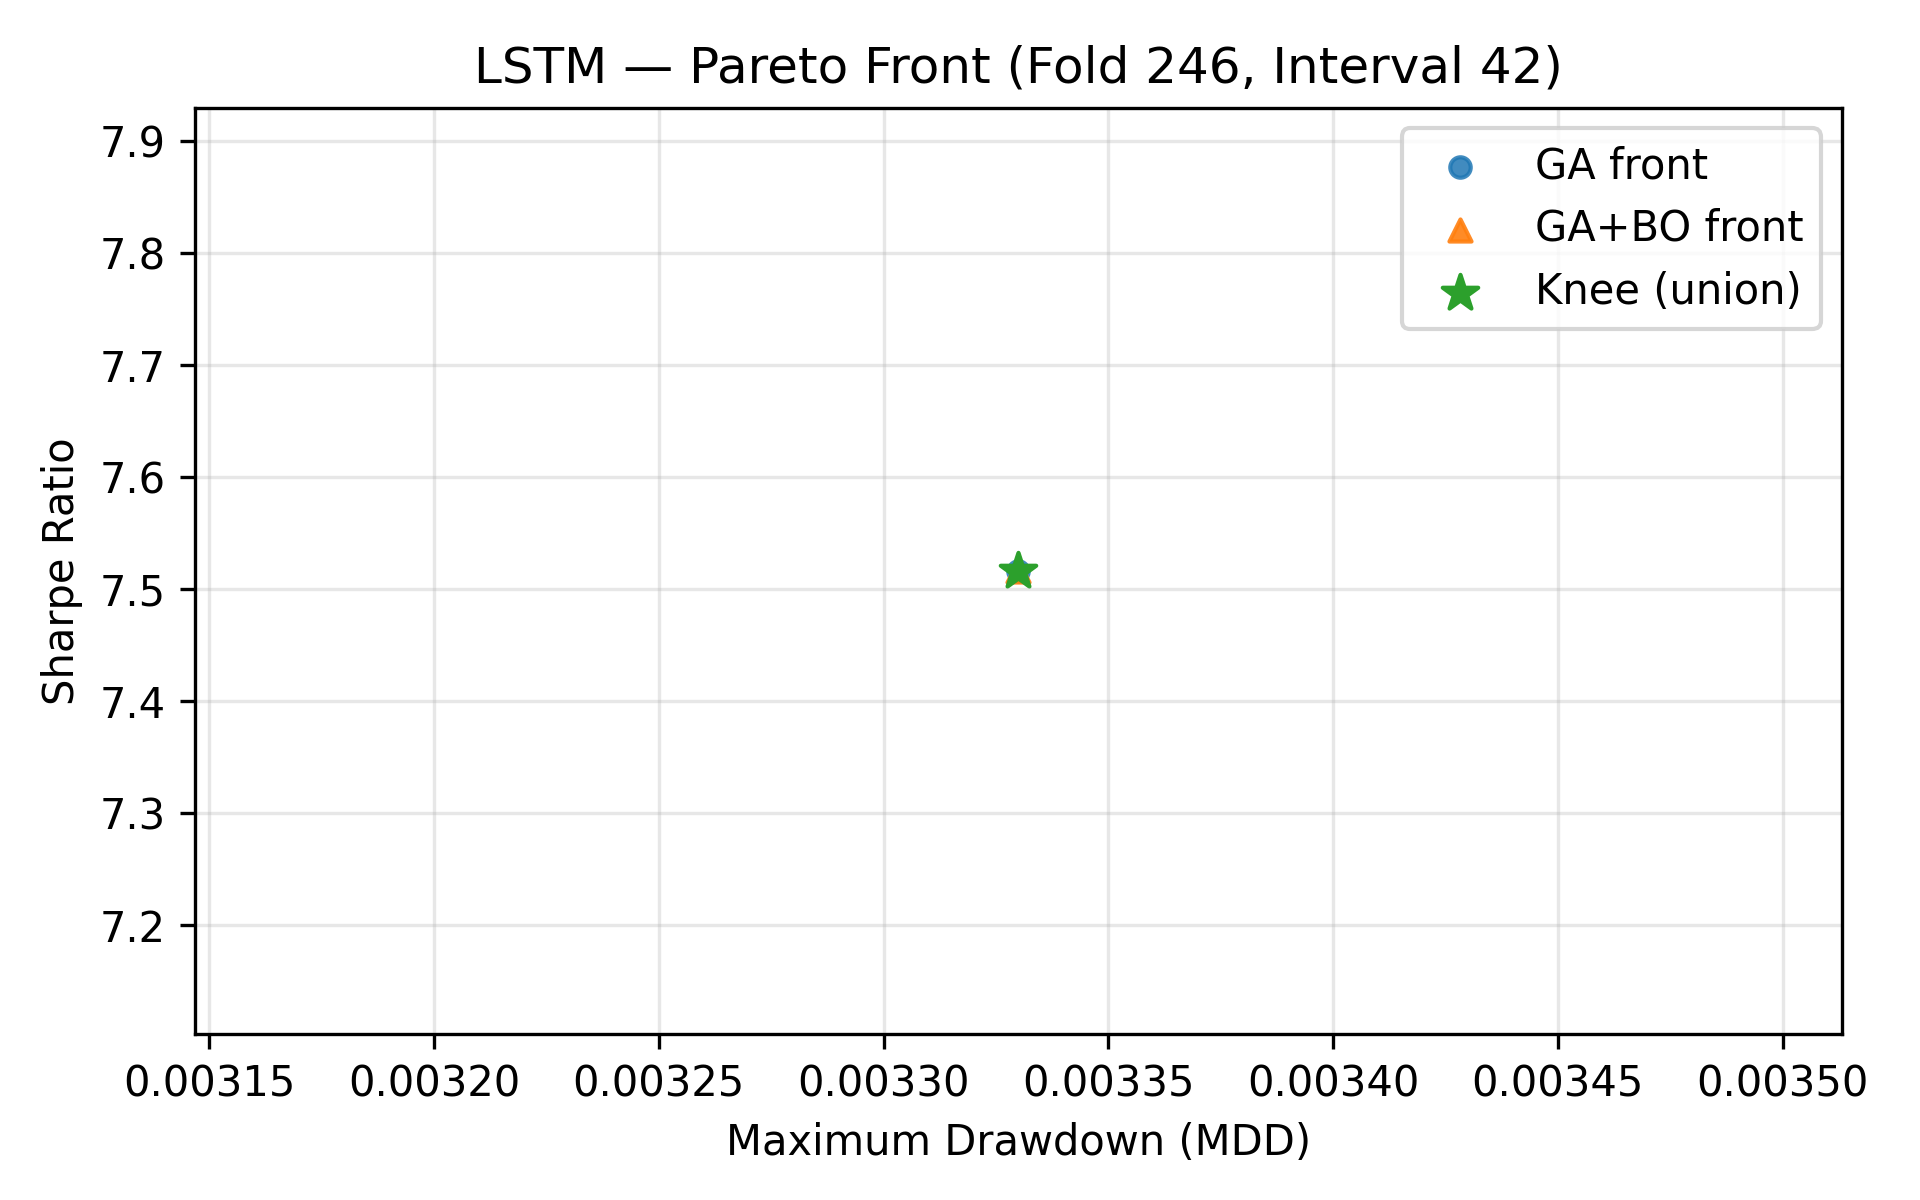 LSTM — Pareto Front (Fold 246, Interval 42)
GA front
GA+BO front
Knee (union)
Sharpe Ratio
7.9
7.8
7.7
7.6
7.5
7.4
7.3
7.2
0.00315 0.00320 0.00325 0.00330 0.00335 0.00340 0.00345 0.00350
Maximum Drawdown (MDD)